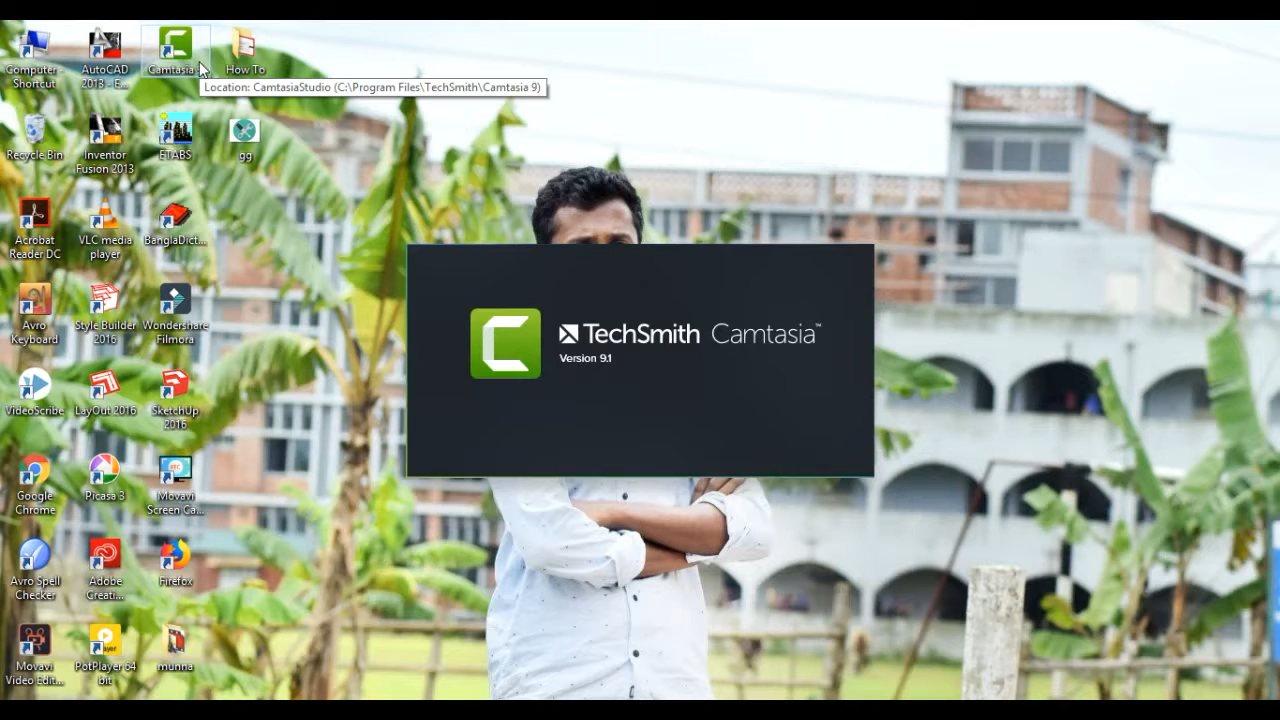 Computer -
Shortcut
AutoCAD
2013 - E...
Camtasia
How To
Location: CamtasiaStudio (C:\Program Files\TechSmith\Camtasia 9)
Recycle Bin
Inventor
Fusion 2013
ETABS
gg
Acrobat
Reader DC
VLC media
player
BanglaDict...
Avro
Keyboard
Style Builder
2016
Wondershare
Filmora
TechSmith Camtasia™
Version 9.1
VideoScribe
LayOut 2016
SketchUp
2016
Google
Chrome
Picasa 3
Movavi
Screen Ca...
Avro Spell
Checker
Adobe
Creati...
Firefox
Movavi
Video Edit...
PotPlayer 64
bit
munna